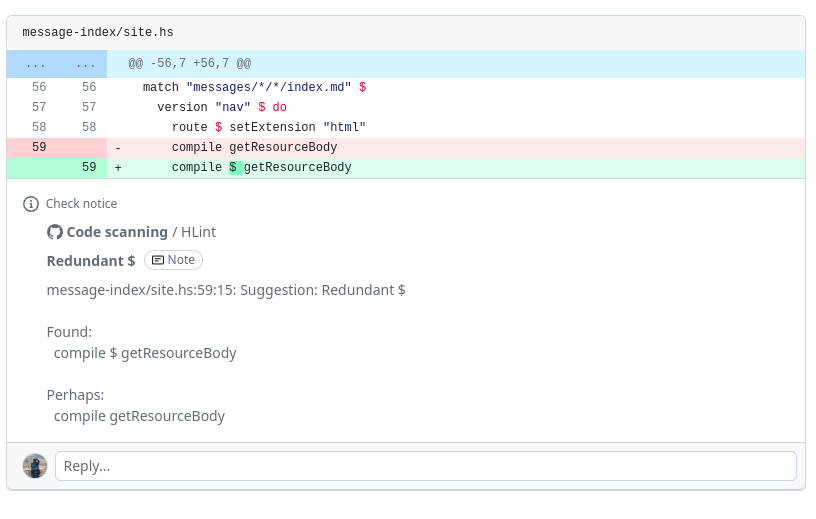 message-index/site.hs
... ... @@ -56,7 +56,7 @@
56 56 match "messages/*/*/index.md" $
57 57 version "nav" $ do
58 58 route $ setExtension "html"
59 - compile getResourceBody
59 + compile $ getResourceBody
Check notice
Code scanning / HLint
Redundant $ Note
message-index/site.hs:59:15: Suggestion: Redundant $
Found:
compile $ getResourceBody
Perhaps:
compile getResourceBody
Reply...